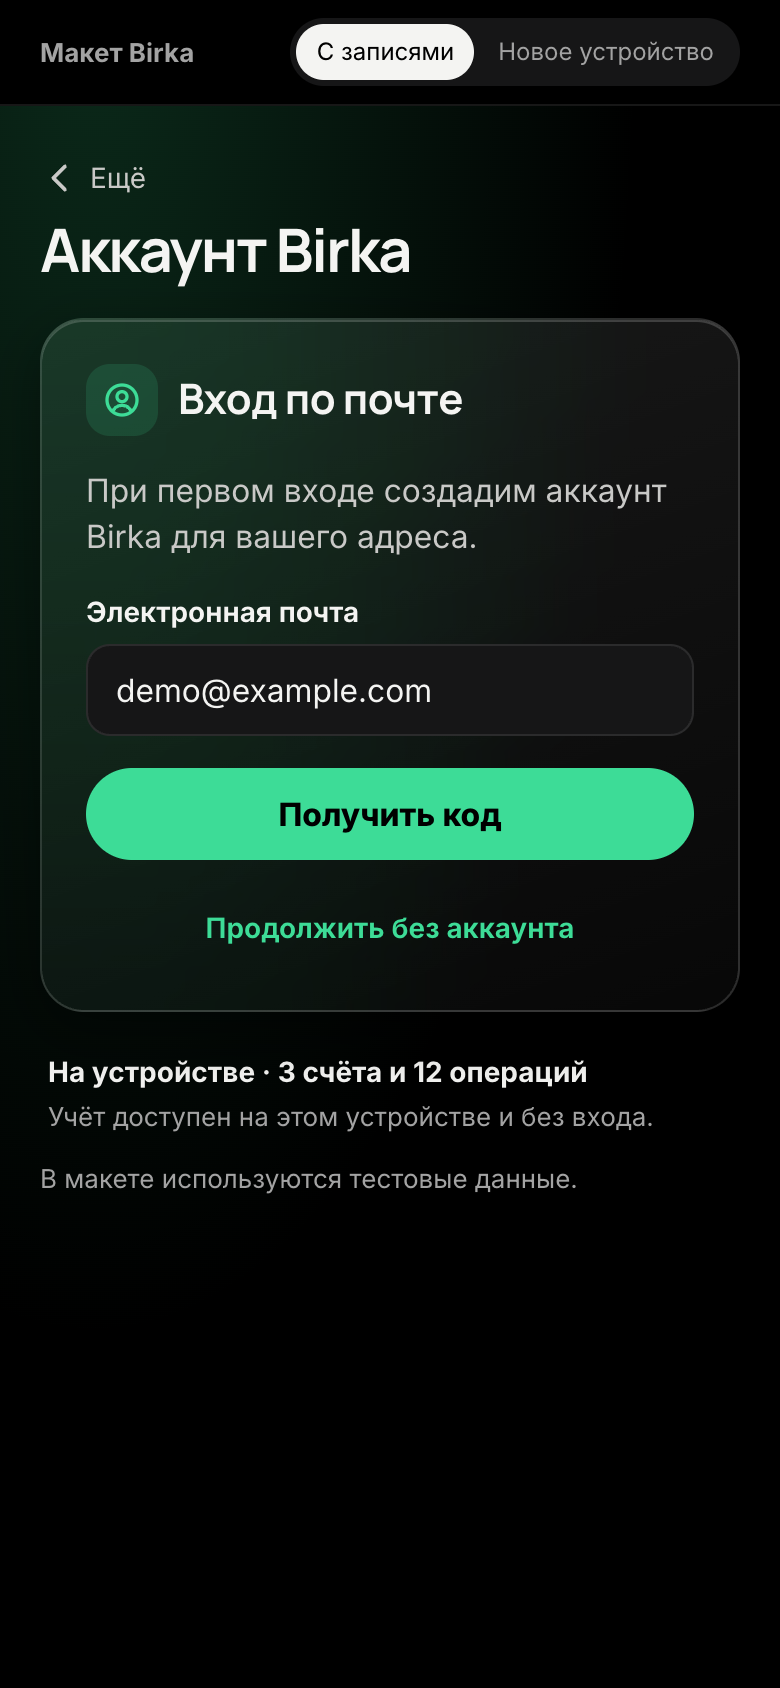 Макет Birka
С записями
Новое устройство
Ещё
Аккаунт Birka
Вход по почте
При первом входе создадим аккаунт
Birka для вашего адреса.
Электронная почта
demo@example.com
Получить код
Продолжить без аккаунта
На устройстве · 3 счёта и 12 операций
Учёт доступен на этом устройстве и без входа.
В макете используются тестовые данные.